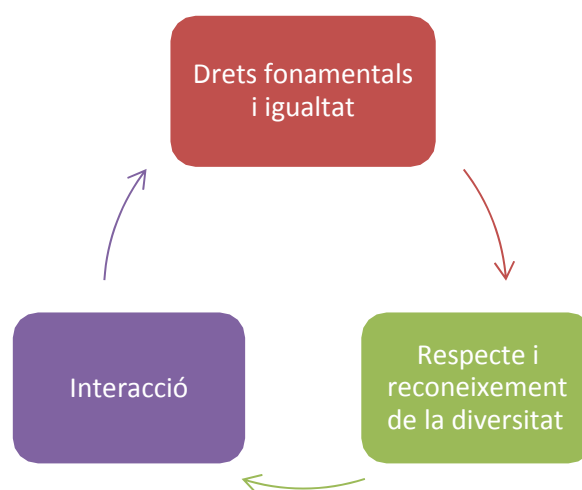 Drets fonamentals
i igualtat
Respecte i
reconeixement
de la diversitat
Interacció